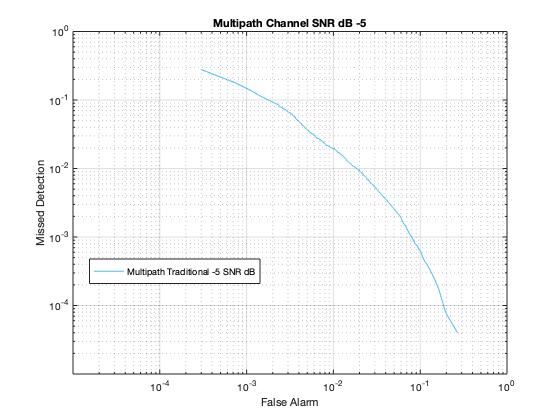 Multipath Channel SNR dB -5
10^0
10^-1
10^-2
10^-3
10^-4
Missed Detection
Multipath Traditional -5 SNR dB
10^-4 10^-3 10^-2 10^-1 10^0
False Alarm